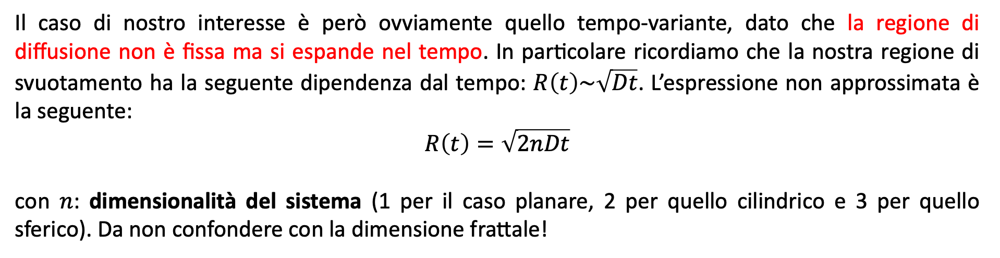 Il caso di nostro interesse è però ovviamente quello tempo-variante, dato che la regione di
diffusione non è fissa ma si espande nel tempo. In particolare ricordiamo che la nostra regione di
svuotamento ha la seguente dipendenza dal tempo: R(t)~√Dt. L’espressione non approssimata è
la seguente:
R(t) = √2nDt
con n: dimensionalità del sistema (1 per il caso planare, 2 per quello cilindrico e 3 per quello
sferico). Da non confondere con la dimensione frattale!